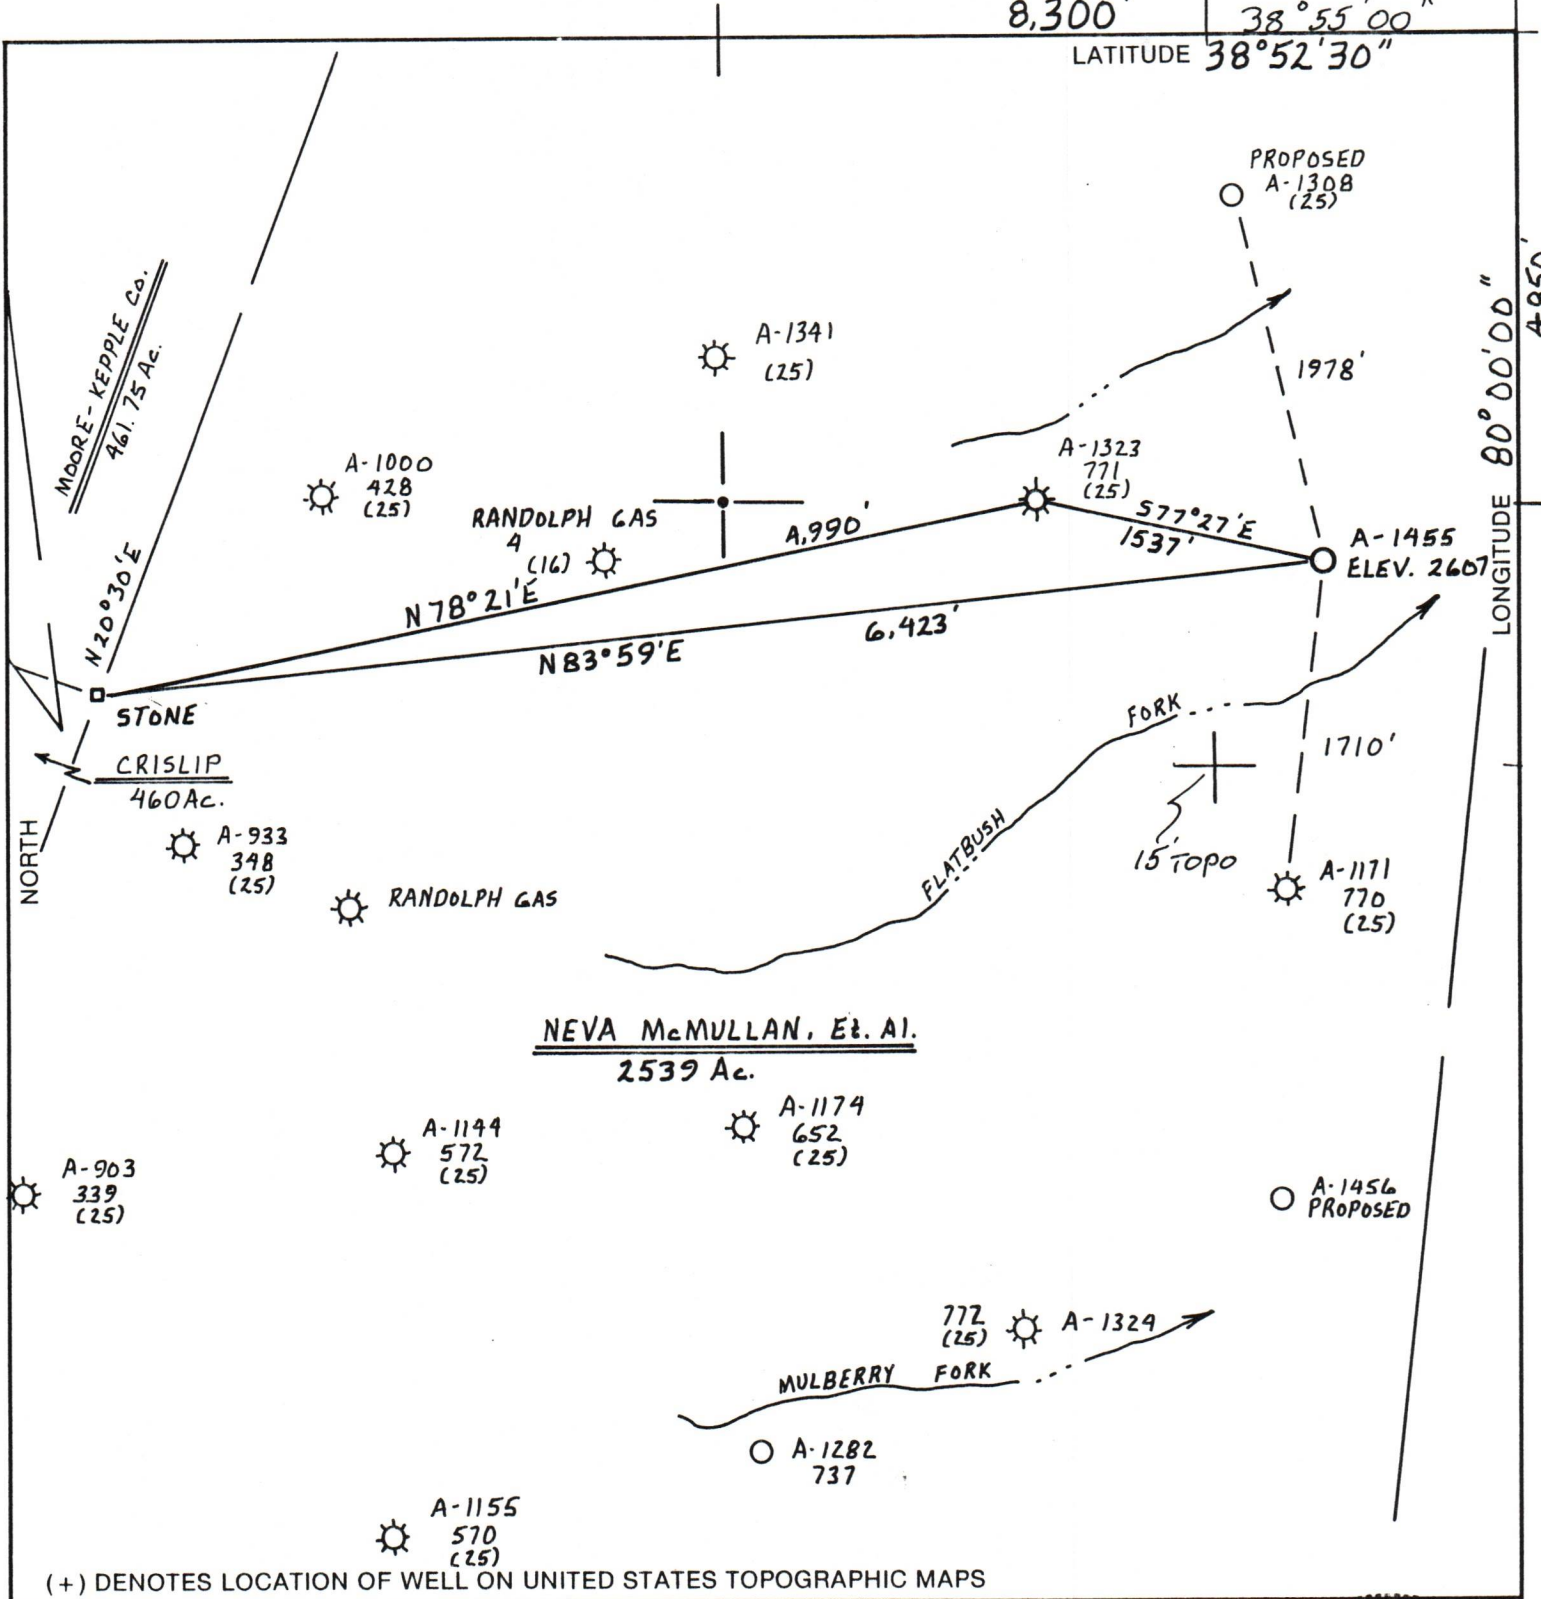 8,300'
38°55'00"
LATITUDE 38°52'30"
PROPOSED
A-1308
(25)
MOORE-KEPPLE CO.
461.75 Ac.
A-1341
(25)
1978'
80°00'00"
LONGITUDE
A-1000
428
(25)
A-1323
771
(25)
RANDOLPH GAS
4
(16)
4,990'
S77°27'E
1537'
A-1455
ELEV. 2607
N20°30'E
N78°21'E
6,423'
N83°59'E
STONE
FORK
CRISLIP
460Ac.
1710'
NORTH
A-933
348
(25)
FLATBUSH
15' TOPO
A-1171
770
(25)
RANDOLPH GAS
NEVA McMULLAN, Et. Al.
2539 Ac.
A-1174
652
(25)
A-1144
572
(25)
A-903
339
(25)
A-1456
PROPOSED
772
(25)
A-1324
MULBERRY FORK
A-1282
737
A-1155
570
(25)
(+) DENOTES LOCATION OF WELL ON UNITED STATES TOPOGRAPHIC MAPS